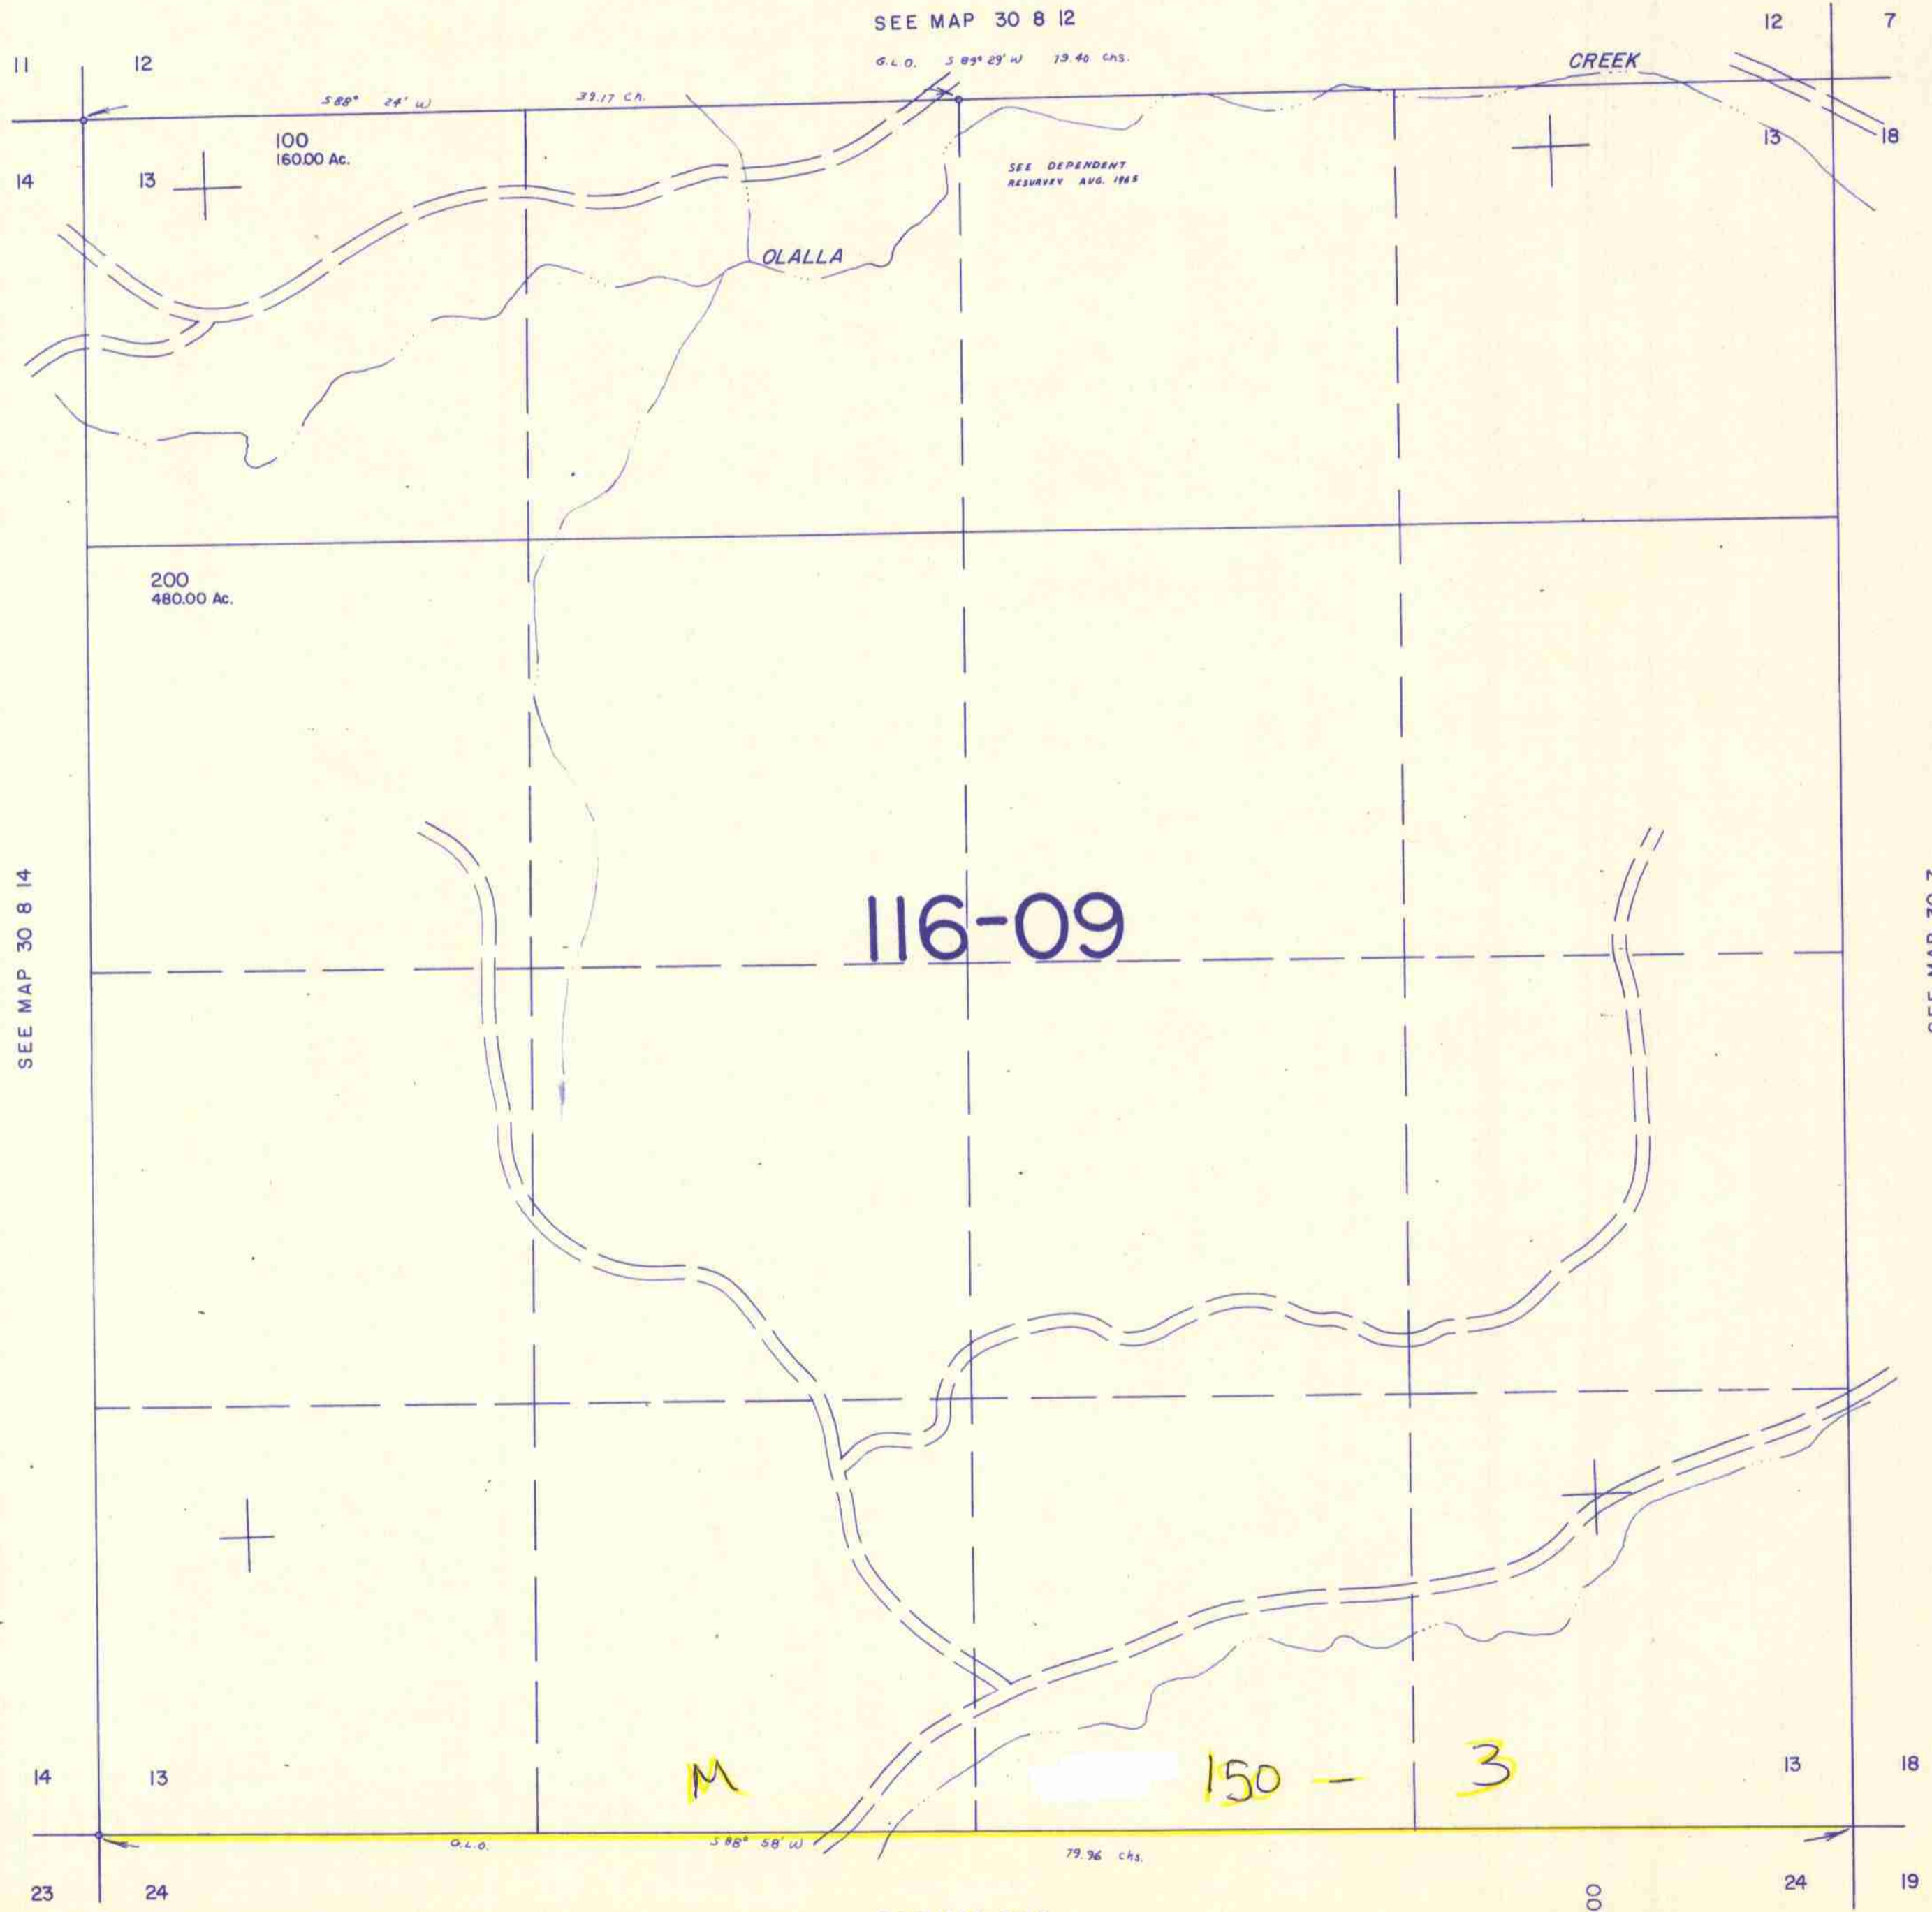 SEE MAP 30 8 12
12 7
G.L.O. S 89° 29' W 79.40 chs.
CREEK
11 12
S 88° 24' W 39.17 Ch.
100
160.00 Ac.
13 18
SEE DEPENDENT
RESURVEY AUG. 1965
14 13
OLALLA
200
480.00 Ac.
SEE MAP 30 8 14
116-09
14 13
M 150 - 3
13 18
G.L.O. S 88° 58' W 79.96 chs.
23 24
24 19